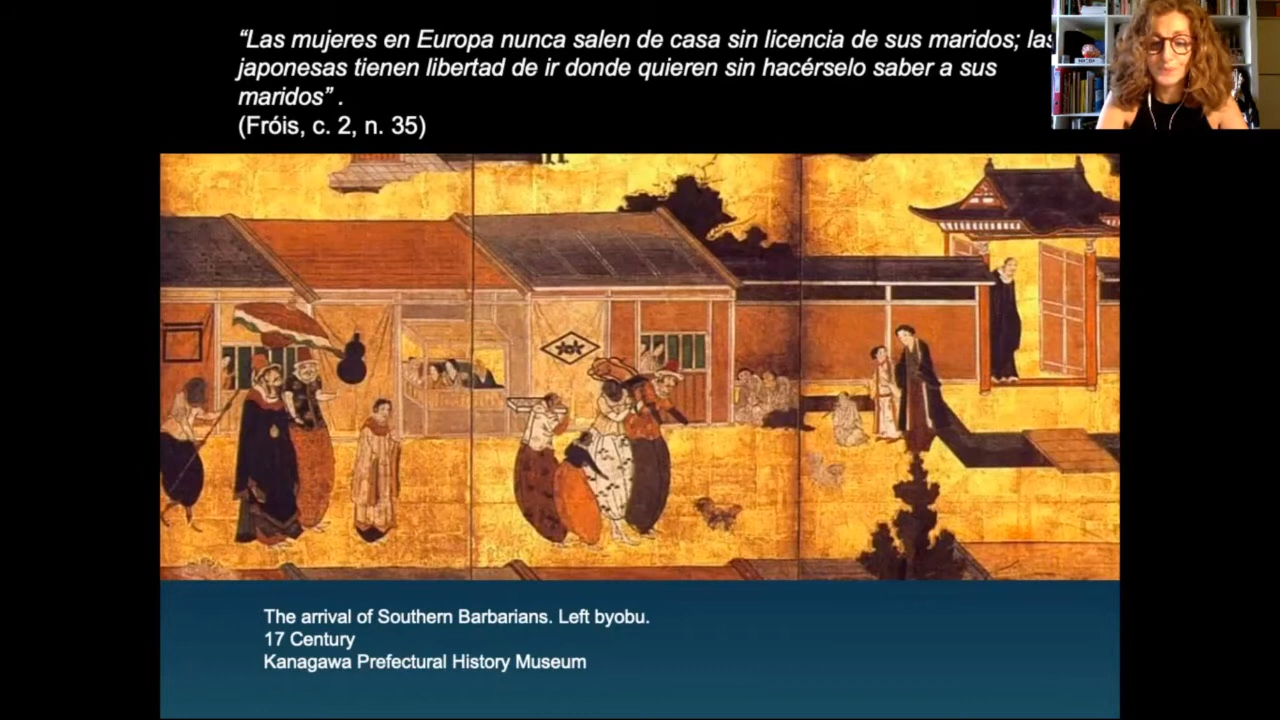 “Las mujeres en Europa nunca salen de casa sin licencia de sus maridos; las
japonesas tienen libertad de ir donde quieren sin hacérselo saber a sus
maridos” .
(Fróis, c. 2, n. 35)
The arrival of Southern Barbarians. Left byobu.
17 Century
Kanagawa Prefectural History Museum